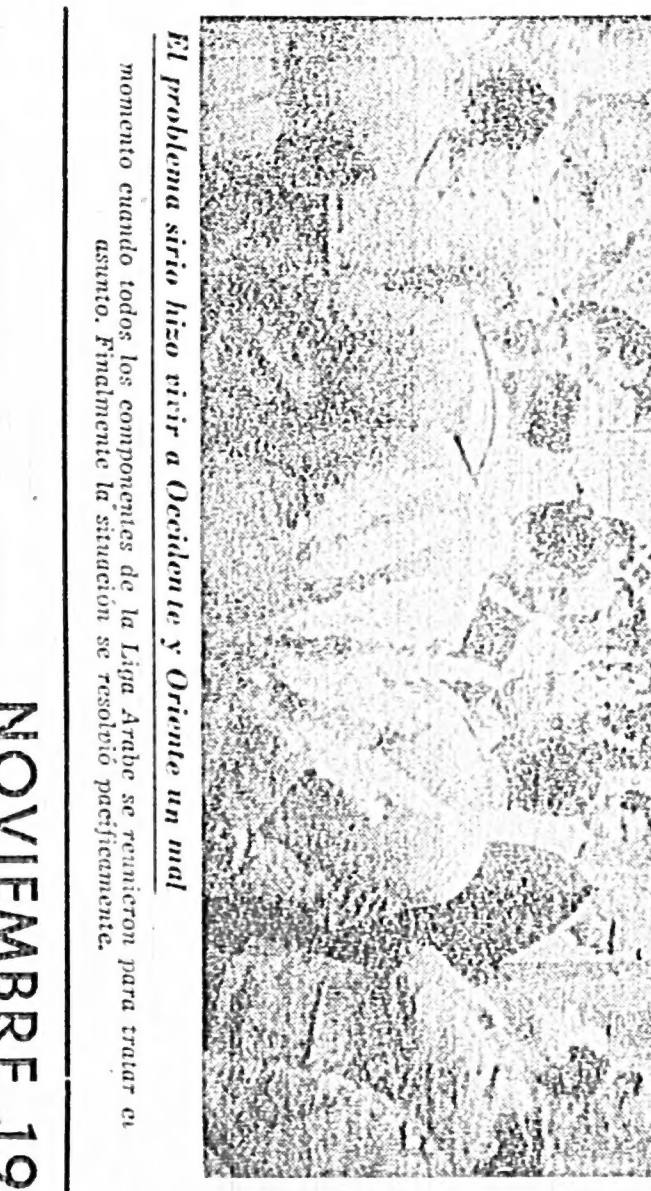 El problema sirio hizo vivir a Occidente y Oriente un mal
momento cuando todos los componentes de la Liga Arabe se reunieron para tratar el
asunto. Finalmente la situación se resolvió pacíficamente.
NOVIEMBRE 19